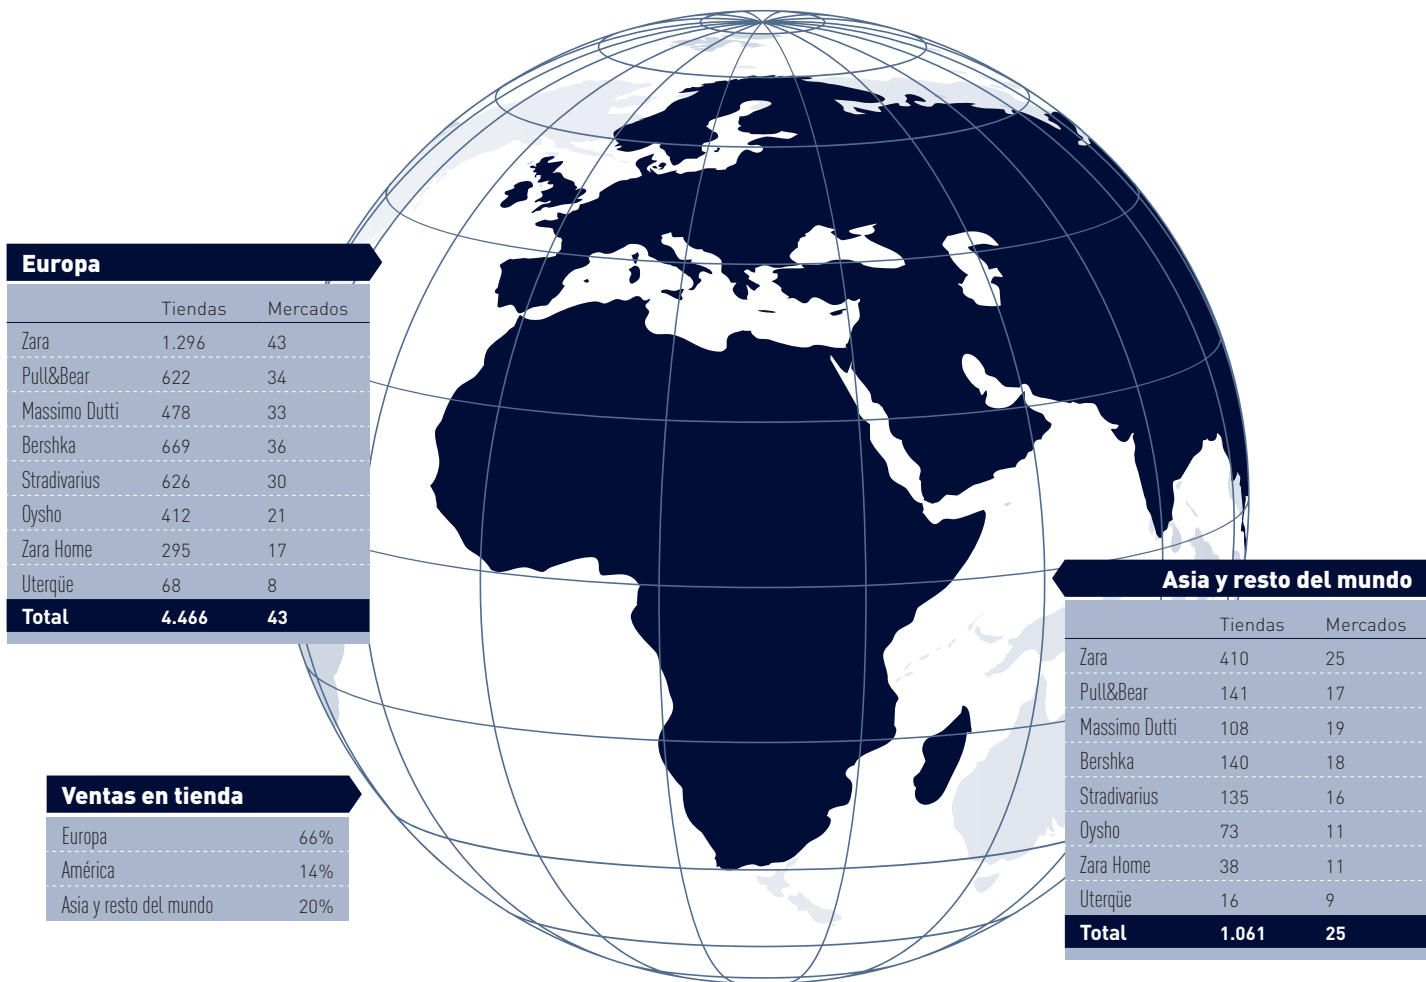 Europa
Tiendas Mercados
Zara 1.296 43
Pull&Bear 622 34
Massimo Dutti 478 33
Bershka 669 36
Stradivarius 626 30
Oysho 412 21
Zara Home 295 17
Uterqüe 68 8
Total 4.466 43
Ventas en tienda
Europa 66%
América 14%
Asia y resto del mundo 20%
Asia y resto del mundo
Tiendas Mercados
Zara 410 25
Pull&Bear 141 17
Massimo Dutti 108 19
Bershka 140 18
Stradivarius 135 16
Oysho 73 11
Zara Home 38 11
Uterqüe 16 9
Total 1.061 25